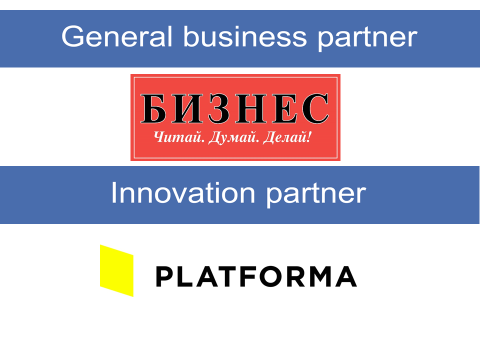 General business partner
БИЗНЕС
Читай. Думай. Делай!
Innovation partner
PLATFORMA